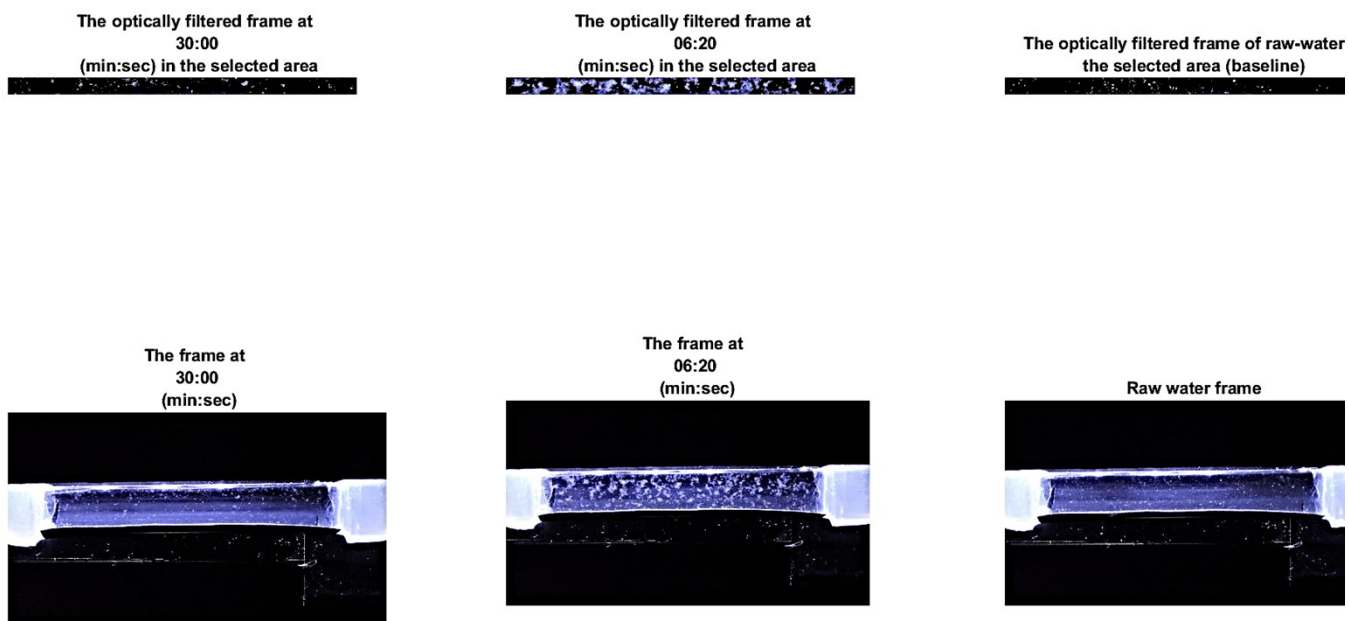 The optically filtered frame at
30:00
(min:sec) in the selected area
The optically filtered frame at
06:20
(min:sec) in the selected area
The optically filtered frame of raw-water
the selected area (baseline)
The frame at
30:00
(min:sec)
The frame at
06:20
(min:sec)
Raw water frame